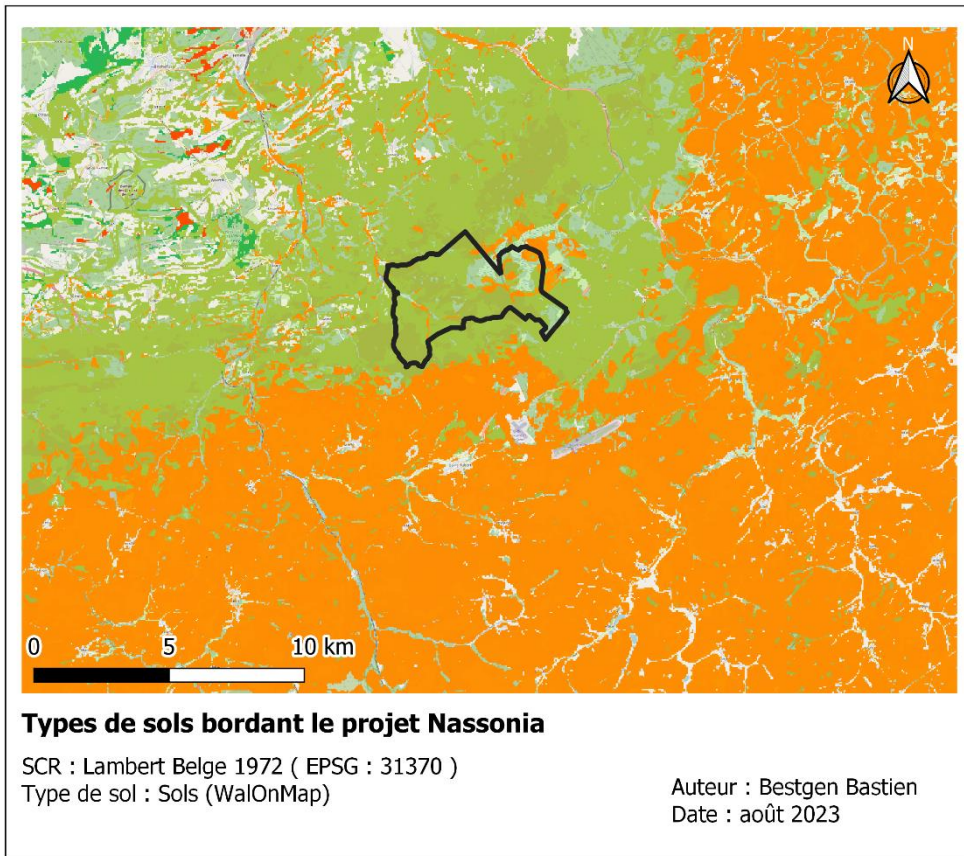 N
0 5 10 km
Types de sols bordant le projet Nassonia
SCR : Lambert Belge 1972 ( EPSG : 31370 )
Type de sol : Sols (WalOnMap)
Auteur : Bestgen Bastien
Date : août 2023